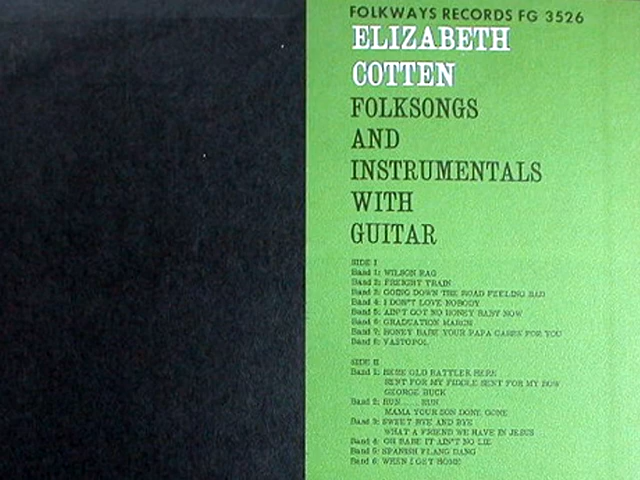 FOLKWAYS RECORDS FG 3526
ELIZABETH
COTTEN
FOLKSONGS
AND
INSTRUMENTALS
WITH
GUITAR
SIDE I
Band 1: WILSON RAG
Band 2: FREIGHT TRAIN
Band 3: GOING DOWN THE ROAD FEELING BAD
Band 4: I DON'T LOVE NOBODY
Band 5: AIN'T GOT NO HONEY BABY NOW
Band 6: GRADUATION MARCH
Band 7: HONEY BABE YOUR PAPA CARES FOR YOU
Band 8: VASTOPOL
SIDE II
Band 1: HERE OLD RATTLER HERE
SENT FOR MY FIDDLE SENT FOR MY BOW
GEORGE BUCK
Band 2: RUN..... RUN
MAMA YOUR SON DONE GONE
Band 3: SWEET BYE AND BYE
WHAT A FRIEND WE HAVE IN JESUS
Band 4: OH BABE IT AIN'T NO LIE
Band 5: SPANISH FLANG DANG
Band 6: WHEN I GET HOME